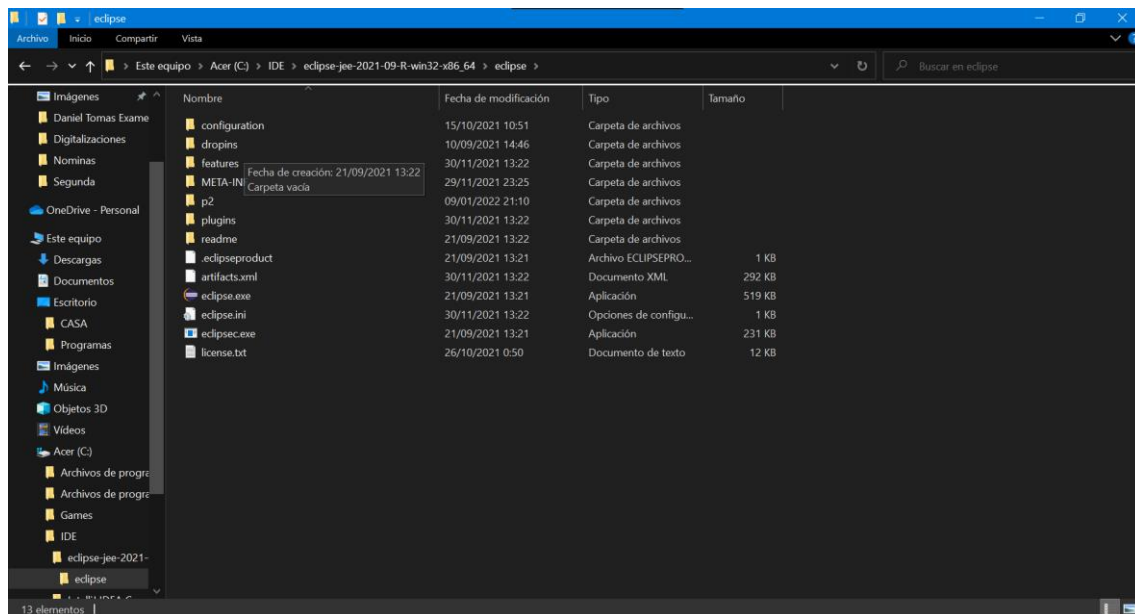 eclipse
Archivo Inicio Compartir Vista
Este equipo > Acer (C:) > IDE > eclipse-jee-2021-09-R-win32-x86_64 > eclipse >
Buscar en eclipse
Imágenes
Daniel Tomas Exame
Digitalizaciones
Nominas
Segunda
OneDrive - Personal
Este equipo
Descargas
Documentos
Escritorio
CASA
Programas
Imágenes
Música
Objetos 3D
Vídeos
Acer (C:)
Archivos de progra
Archivos de progra
Games
IDE
eclipse-jee-2021-
eclipse
Nombre Fecha de modificación Tipo Tamaño
configuration 15/10/2021 10:51 Carpeta de archivos
dropins 10/09/2021 14:46 Carpeta de archivos
features 30/11/2021 13:22 Carpeta de archivos
Fecha de creación: 21/09/2021 13:22
Carpeta vacía
META-IN 29/11/2021 23:25 Carpeta de archivos
p2 09/01/2022 21:10 Carpeta de archivos
plugins 30/11/2021 13:22 Carpeta de archivos
readme 21/09/2021 13:22 Carpeta de archivos
.eclipseproduct 21/09/2021 13:21 Archivo ECLIPSEPRO... 1 KB
artifacts.xml 30/11/2021 13:22 Documento XML 292 KB
eclipse.exe 21/09/2021 13:21 Aplicación 519 KB
eclipse.ini 30/11/2021 13:22 Opciones de configu... 1 KB
eclipsec.exe 21/09/2021 13:21 Aplicación 231 KB
license.txt 26/10/2021 0:50 Documento de texto 12 KB
13 elementos